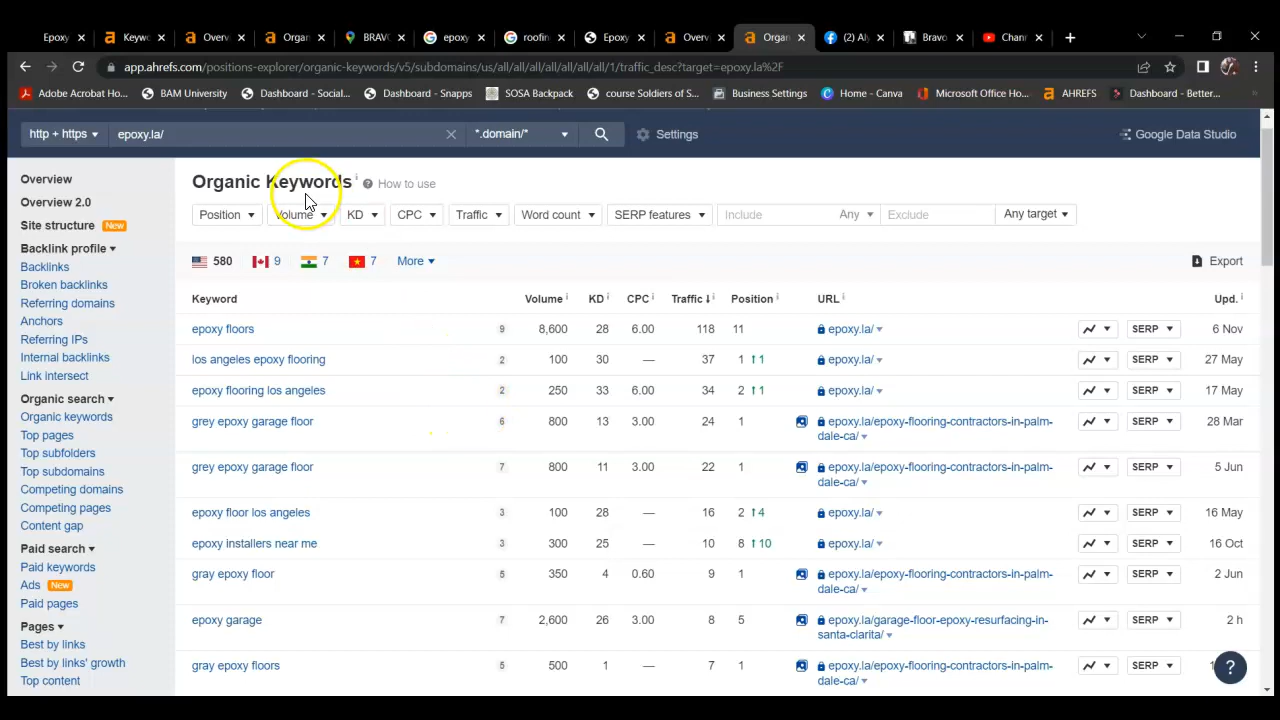 Epoxy
Keywo
Overv
Organ
BRAVO
epoxy
roofin
Epoxy
Overv
Organ
(2) Al
Bravo
Chann
app.ahrefs.com/positions-explorer/organic-keywords/v5/subdomains/us/all/all/all/all/all/all/1/traffic_desc?target=epoxy.la%2F
Adobe Acrobat Ho...
BAM University
Dashboard - Social...
Dashboard - Snapps
SOSA Backpack
course Soldiers of S...
Business Settings
Home - Canva
Microsoft Office Ho...
AHREFS
Dashboard - Better...
http + https epoxy.la/ *.domain/* Settings Google Data Studio
Overview
Overview 2.0
Site structure New
Backlink profile
Backlinks
Broken backlinks
Referring domains
Anchors
Referring IPs
Internal backlinks
Link intersect
Organic search
Organic keywords
Top pages
Top subfolders
Top subdomains
Competing domains
Competing pages
Content gap
Paid search
Paid keywords
Ads New
Paid pages
Pages
Best by links
Best by links' growth
Top content
Organic Keywords How to use
Position Volume KD CPC Traffic Word count SERP features Include Any Exclude Any target
580 9 7 7 More Export
Keyword Volume KD CPC Traffic Position URL Upd.
epoxy floors 9 8,600 28 6.00 118 11 epoxy.la/ SERP 6 Nov
los angeles epoxy flooring 2 100 30 — 37 1 ↑1 epoxy.la/ SERP 27 May
epoxy flooring los angeles 2 250 33 6.00 34 2 ↑1 epoxy.la/ SERP 17 May
grey epoxy garage floor 6 800 13 3.00 24 1 epoxy.la/epoxy-flooring-contractors-in-palm- SERP 28 Mar
dale-ca/
grey epoxy garage floor 7 800 11 3.00 22 1 epoxy.la/epoxy-flooring-contractors-in-palm- SERP 5 Jun
dale-ca/
epoxy floor los angeles 3 100 28 — 16 2 ↑4 epoxy.la/ SERP 16 May
epoxy installers near me 3 300 25 — 10 8 ↑10 epoxy.la/ SERP 16 Oct
gray epoxy floor 5 350 4 0.60 9 1 epoxy.la/epoxy-flooring-contractors-in-palm- SERP 2 Jun
dale-ca/
epoxy garage 7 2,600 26 3.00 8 5 epoxy.la/garage-floor-epoxy-resurfacing-in- SERP 2 h
santa-clarita/
gray epoxy floors 5 500 1 — 7 1 epoxy.la/epoxy-flooring-contractors-in-palm- SERP
dale-ca/
?